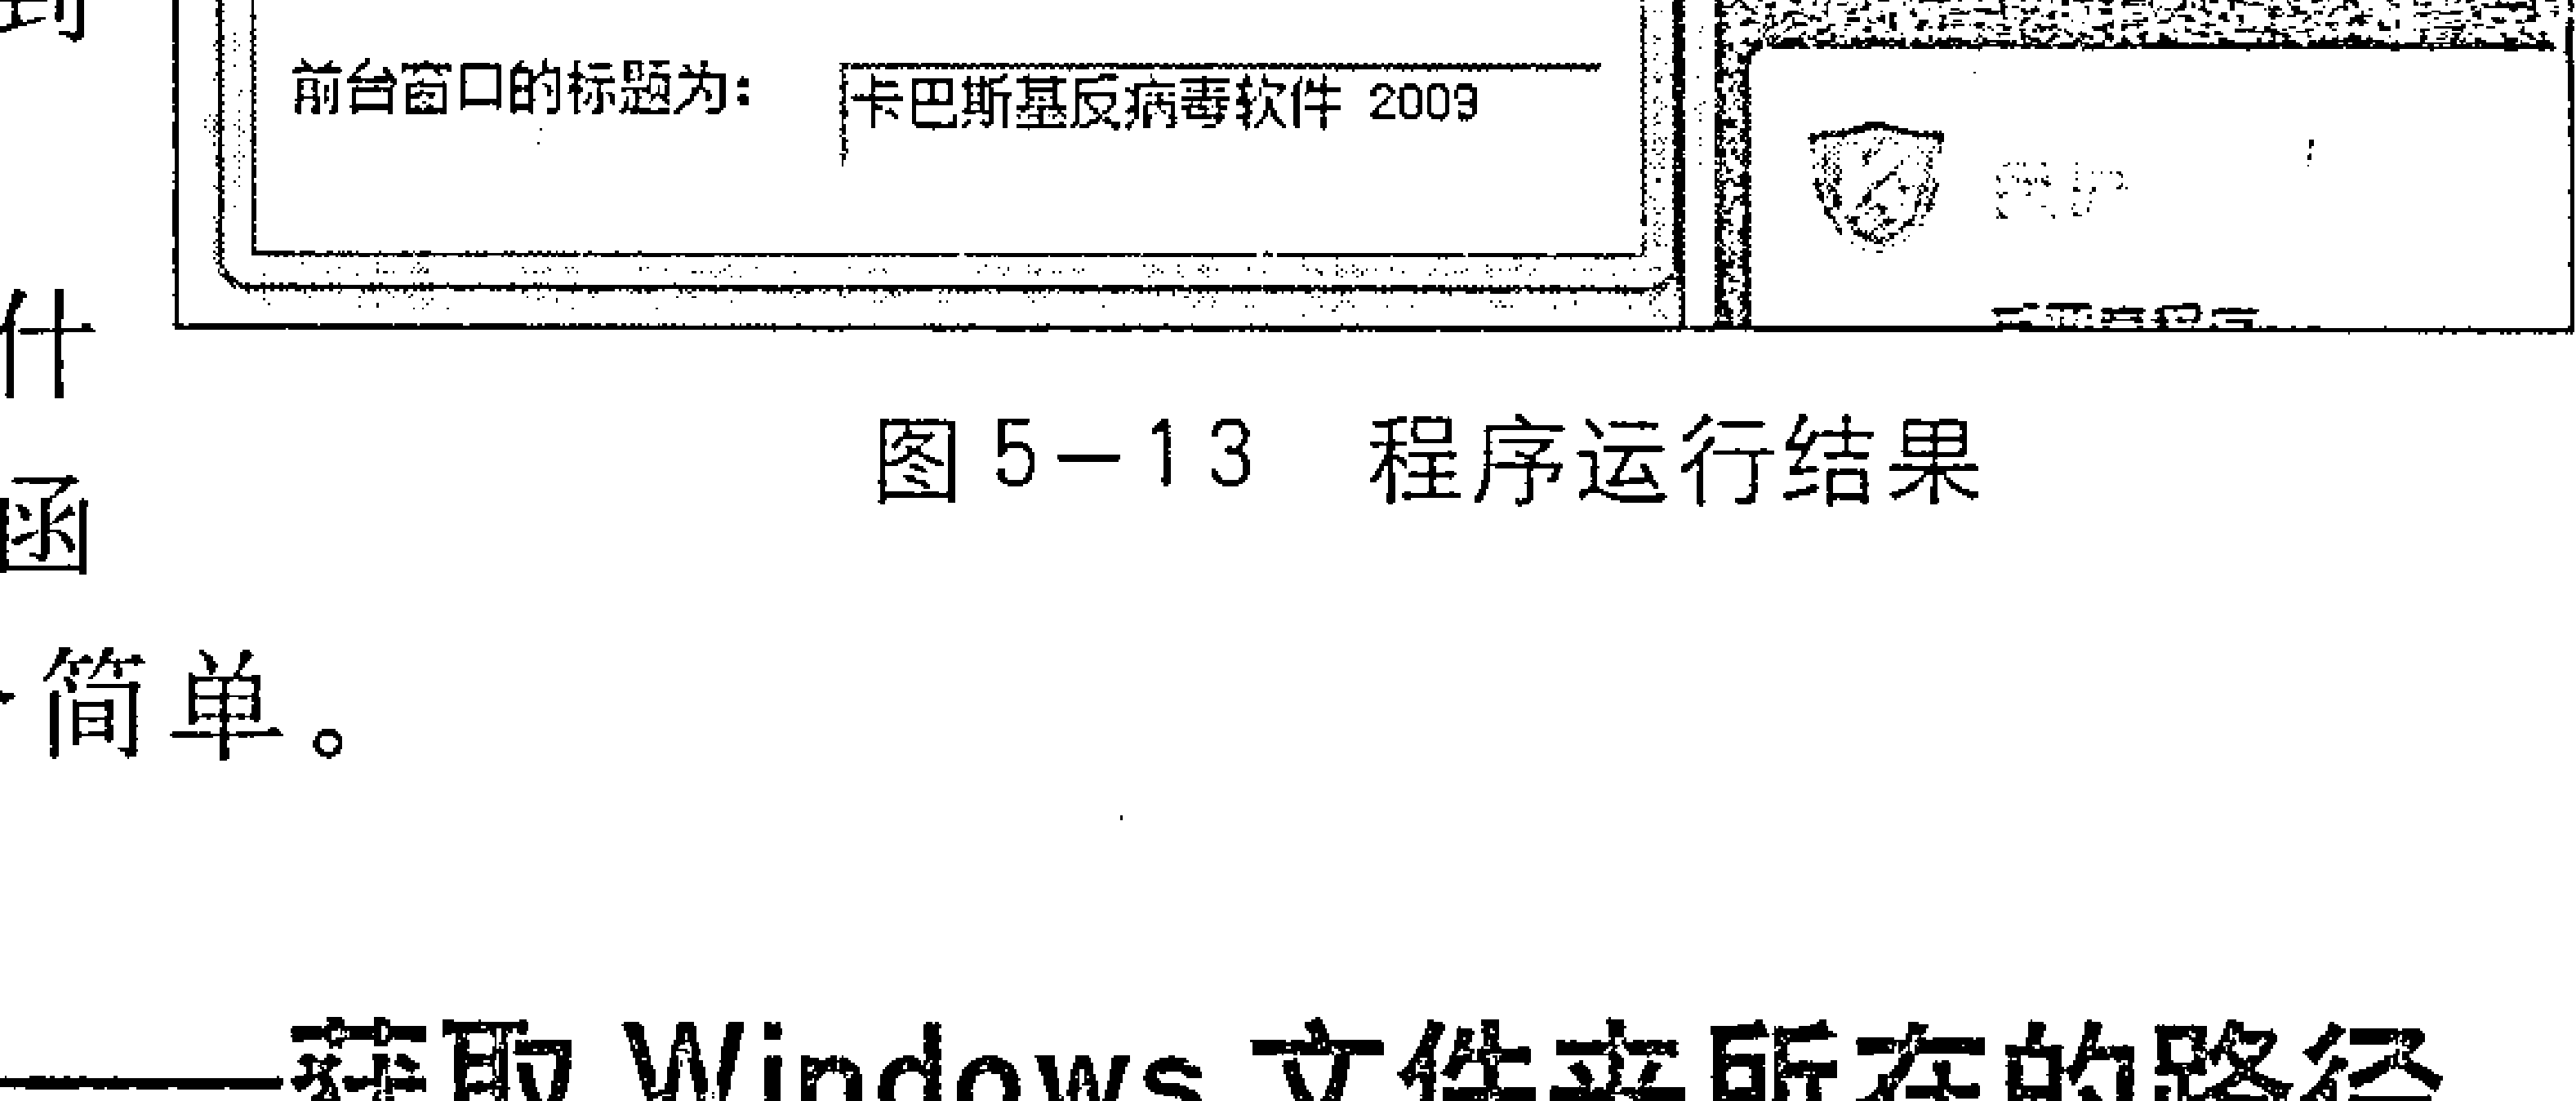 到
前台窗口的标题为： 卡巴斯基反病毒软件 2009
什
图 5-13 程序运行结果
函
简单。
——获取 Windows 文件夹所在的路径